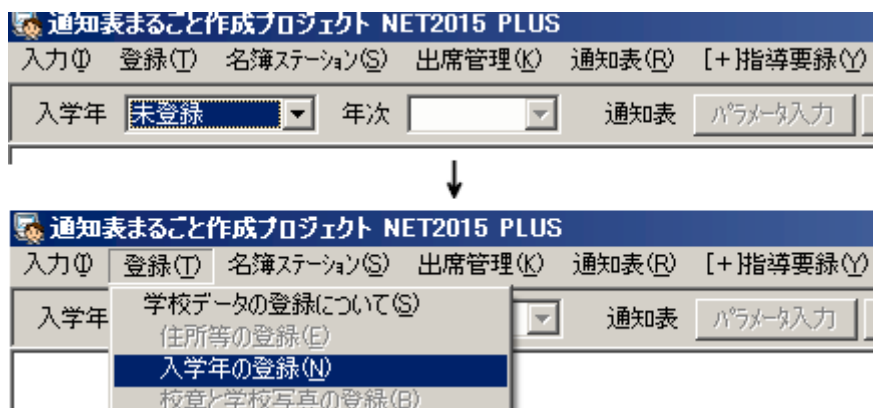 通知表まるごと作成プロジェクト NET2015 PLUS
入力(I) 登録(T) 名簿ステーション(S) 出席管理(K) 通知表(R) [+]指導要録(Y)
入学年 未登録 年次 通知表 パラメータ入力
↓
通知表まるごと作成プロジェクト NET2015 PLUS
入力(I) 登録(T) 名簿ステーション(S) 出席管理(K) 通知表(R) [+]指導要録(Y)
入学年 通知表 パラメータ入力
学校データの登録について(S)
住所等の登録(E)
入学年の登録(N)
校章と学校写真の登録(B)